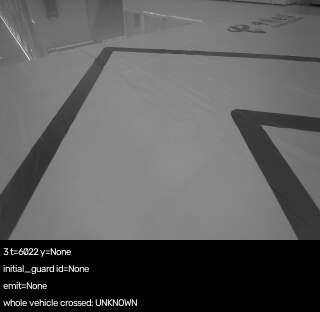 3 t=6022 y=None
initial_guard id=None
emit=None
whole vehicle crossed: UNKNOWN